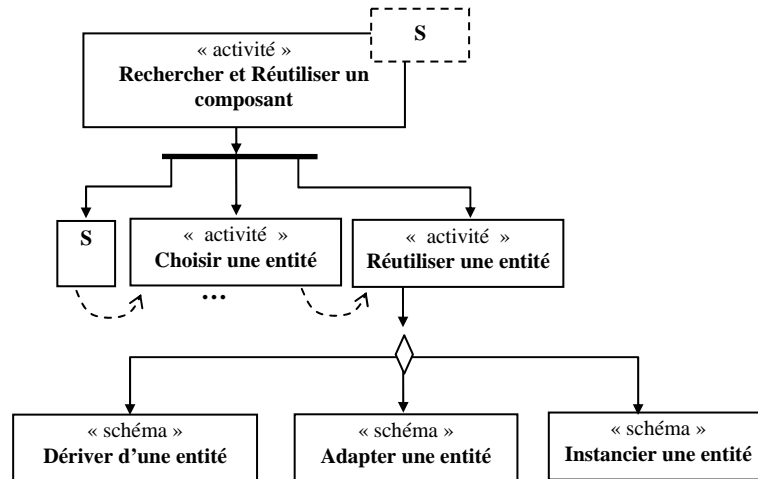 S
« activité »
Rechercher et Réutiliser un
composant
S
« activité »
Choisir une entité
« activité »
Réutiliser une entité
...
« schéma »
Dériver d’une entité
« schéma »
Adapter une entité
« schéma »
Instancier une entité